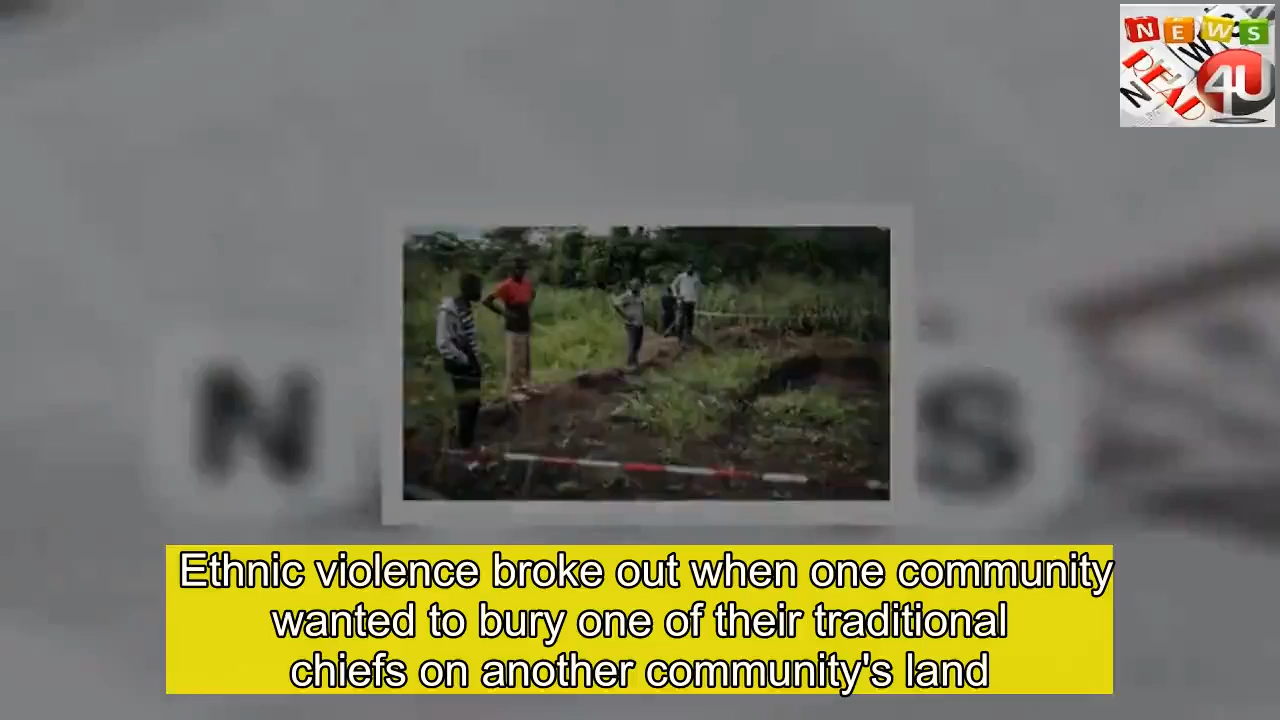 NEWS
READ
N
W
4U
N
S
Ethnic violence broke out when one community
wanted to bury one of their traditional
chiefs on another community's land